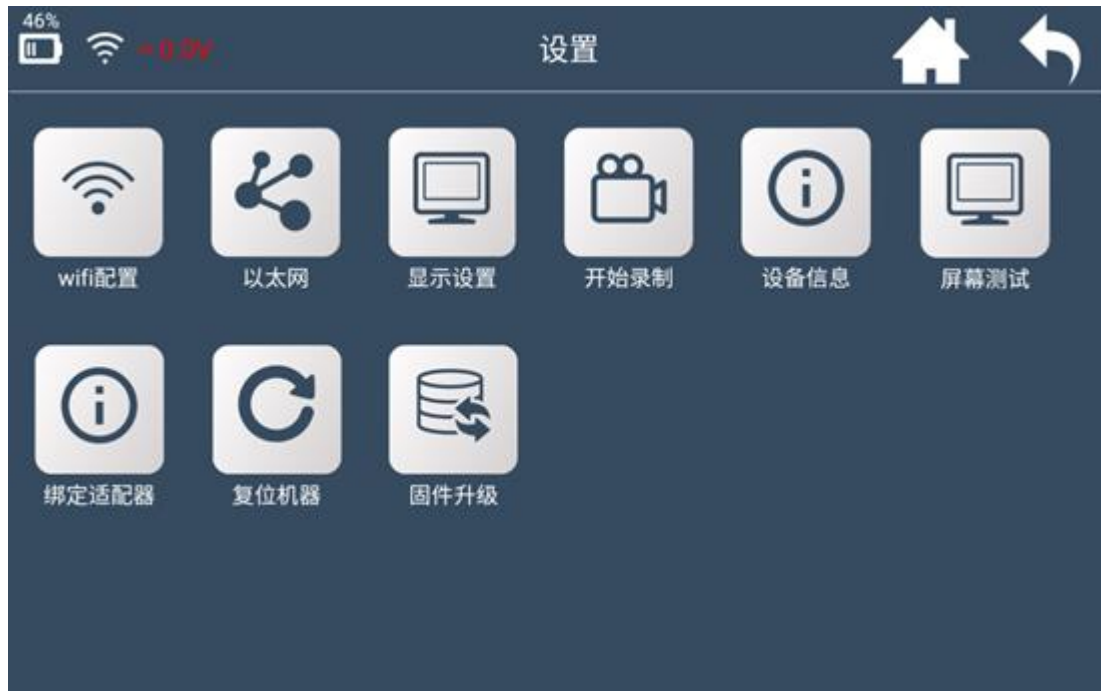 46%
= 0.0V
设置
wifi配置
以太网
显示设置
开始录制
设备信息
屏幕测试
绑定适配器
复位机器
固件升级